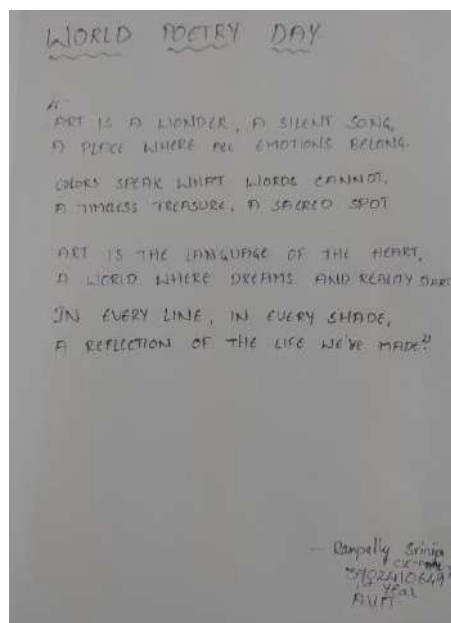 WORLD POETRY DAY
"
ART IS A WONDER, A SILENT SONG,
A PLACE WHERE ALL EMOTIONS BELONG.
COLORS SPEAK WHAT WORDS CANNOT,
A TIMELESS TREASURE, A SACRED SPOT
ART IS THE LANGUAGE OF THE HEART,
A WORLD WHERE DREAMS AND REALITY
IN EVERY LINE, IN EVERY SHADE,
A REFLECTION OF THE LIFE WE'VE MADE."
- Rampelly Srinija
year
AVIT